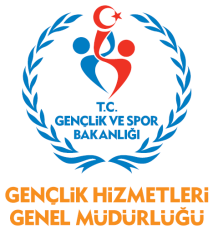 T.C.
GENÇLİK VE SPOR
BAKANLIĞI
GENÇLİK HİZMETLERİ
GENEL MÜDÜRLÜĞÜ